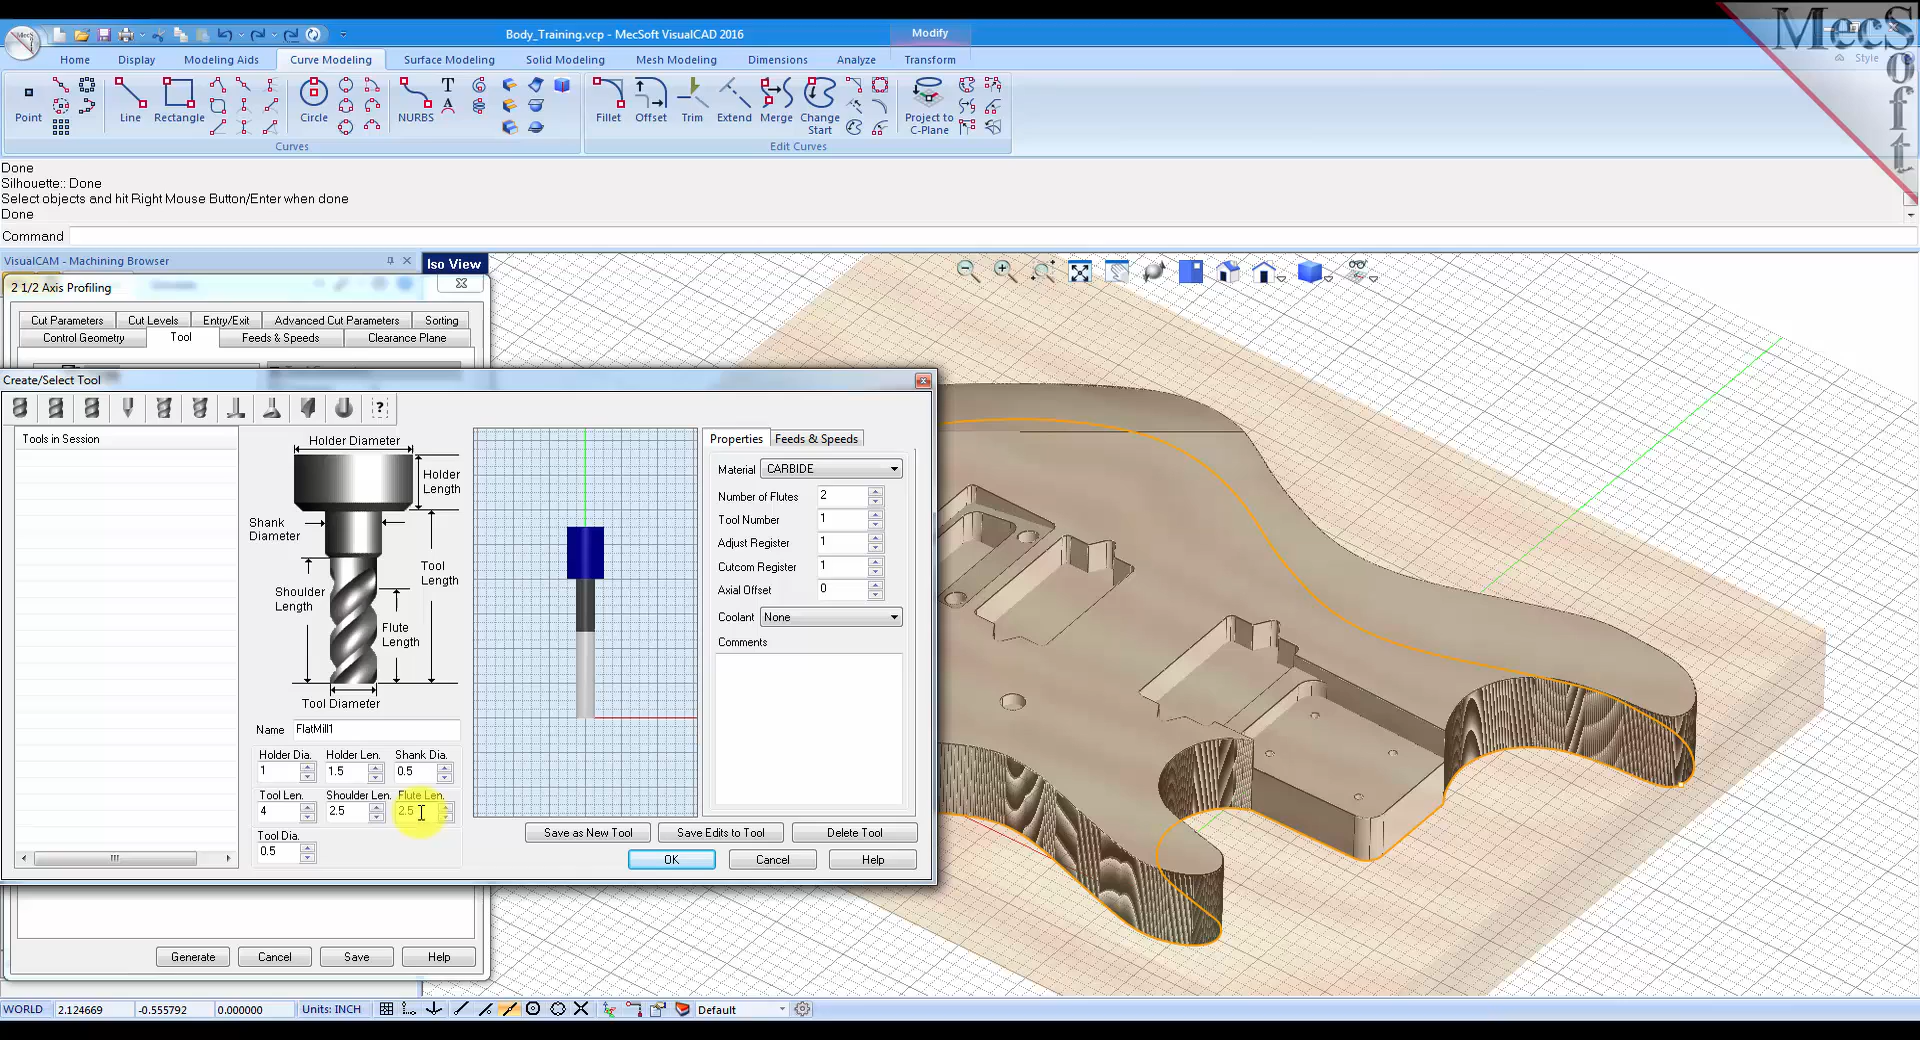 Body_Training.vcp - MecSoft VisualCAD 2016
Modify
MecSoft
Home
Display
Modeling Aids
Curve Modeling
Surface Modeling
Solid Modeling
Mesh Modeling
Dimensions
Analyze
Transform
Style
Point
Line
Rectangle
Circle
NURBS
Fillet
Offset
Trim
Extend
Merge
Change Start
Project to C-Plane
Curves
Edit Curves
Done
Silhouette:: Done
Select objects and hit Right Mouse Button/Enter when done
Done
Command
VisualCAM - Machining Browser
Iso View
2 1/2 Axis Profiling
Cut Parameters
Cut Levels
Entry/Exit
Advanced Cut Parameters
Sorting
Control Geometry
Tool
Feeds & Speeds
Clearance Plane
Create/Select Tool
Tools in Session
Holder Diameter
Holder Length
Shank Diameter
Tool Length
Shoulder Length
Flute Length
Tool Diameter
Name FlatMill1
Holder Dia. Holder Len. Shank Dia.
1 1.5 0.5
Tool Len. Shoulder Len. Flute Len.
4 2.5 2.5
Tool Dia.
0.5
Properties Feeds & Speeds
Material CARBIDE
Number of Flutes 2
Tool Number 1
Adjust Register 1
Cutcom Register 1
Axial Offset 0
Coolant None
Comments
Save as New Tool Save Edits to Tool Delete Tool
OK Cancel Help
Generate Cancel Save Help
WORLD 2.124669 -0.555792 0.000000 Units: INCH Default